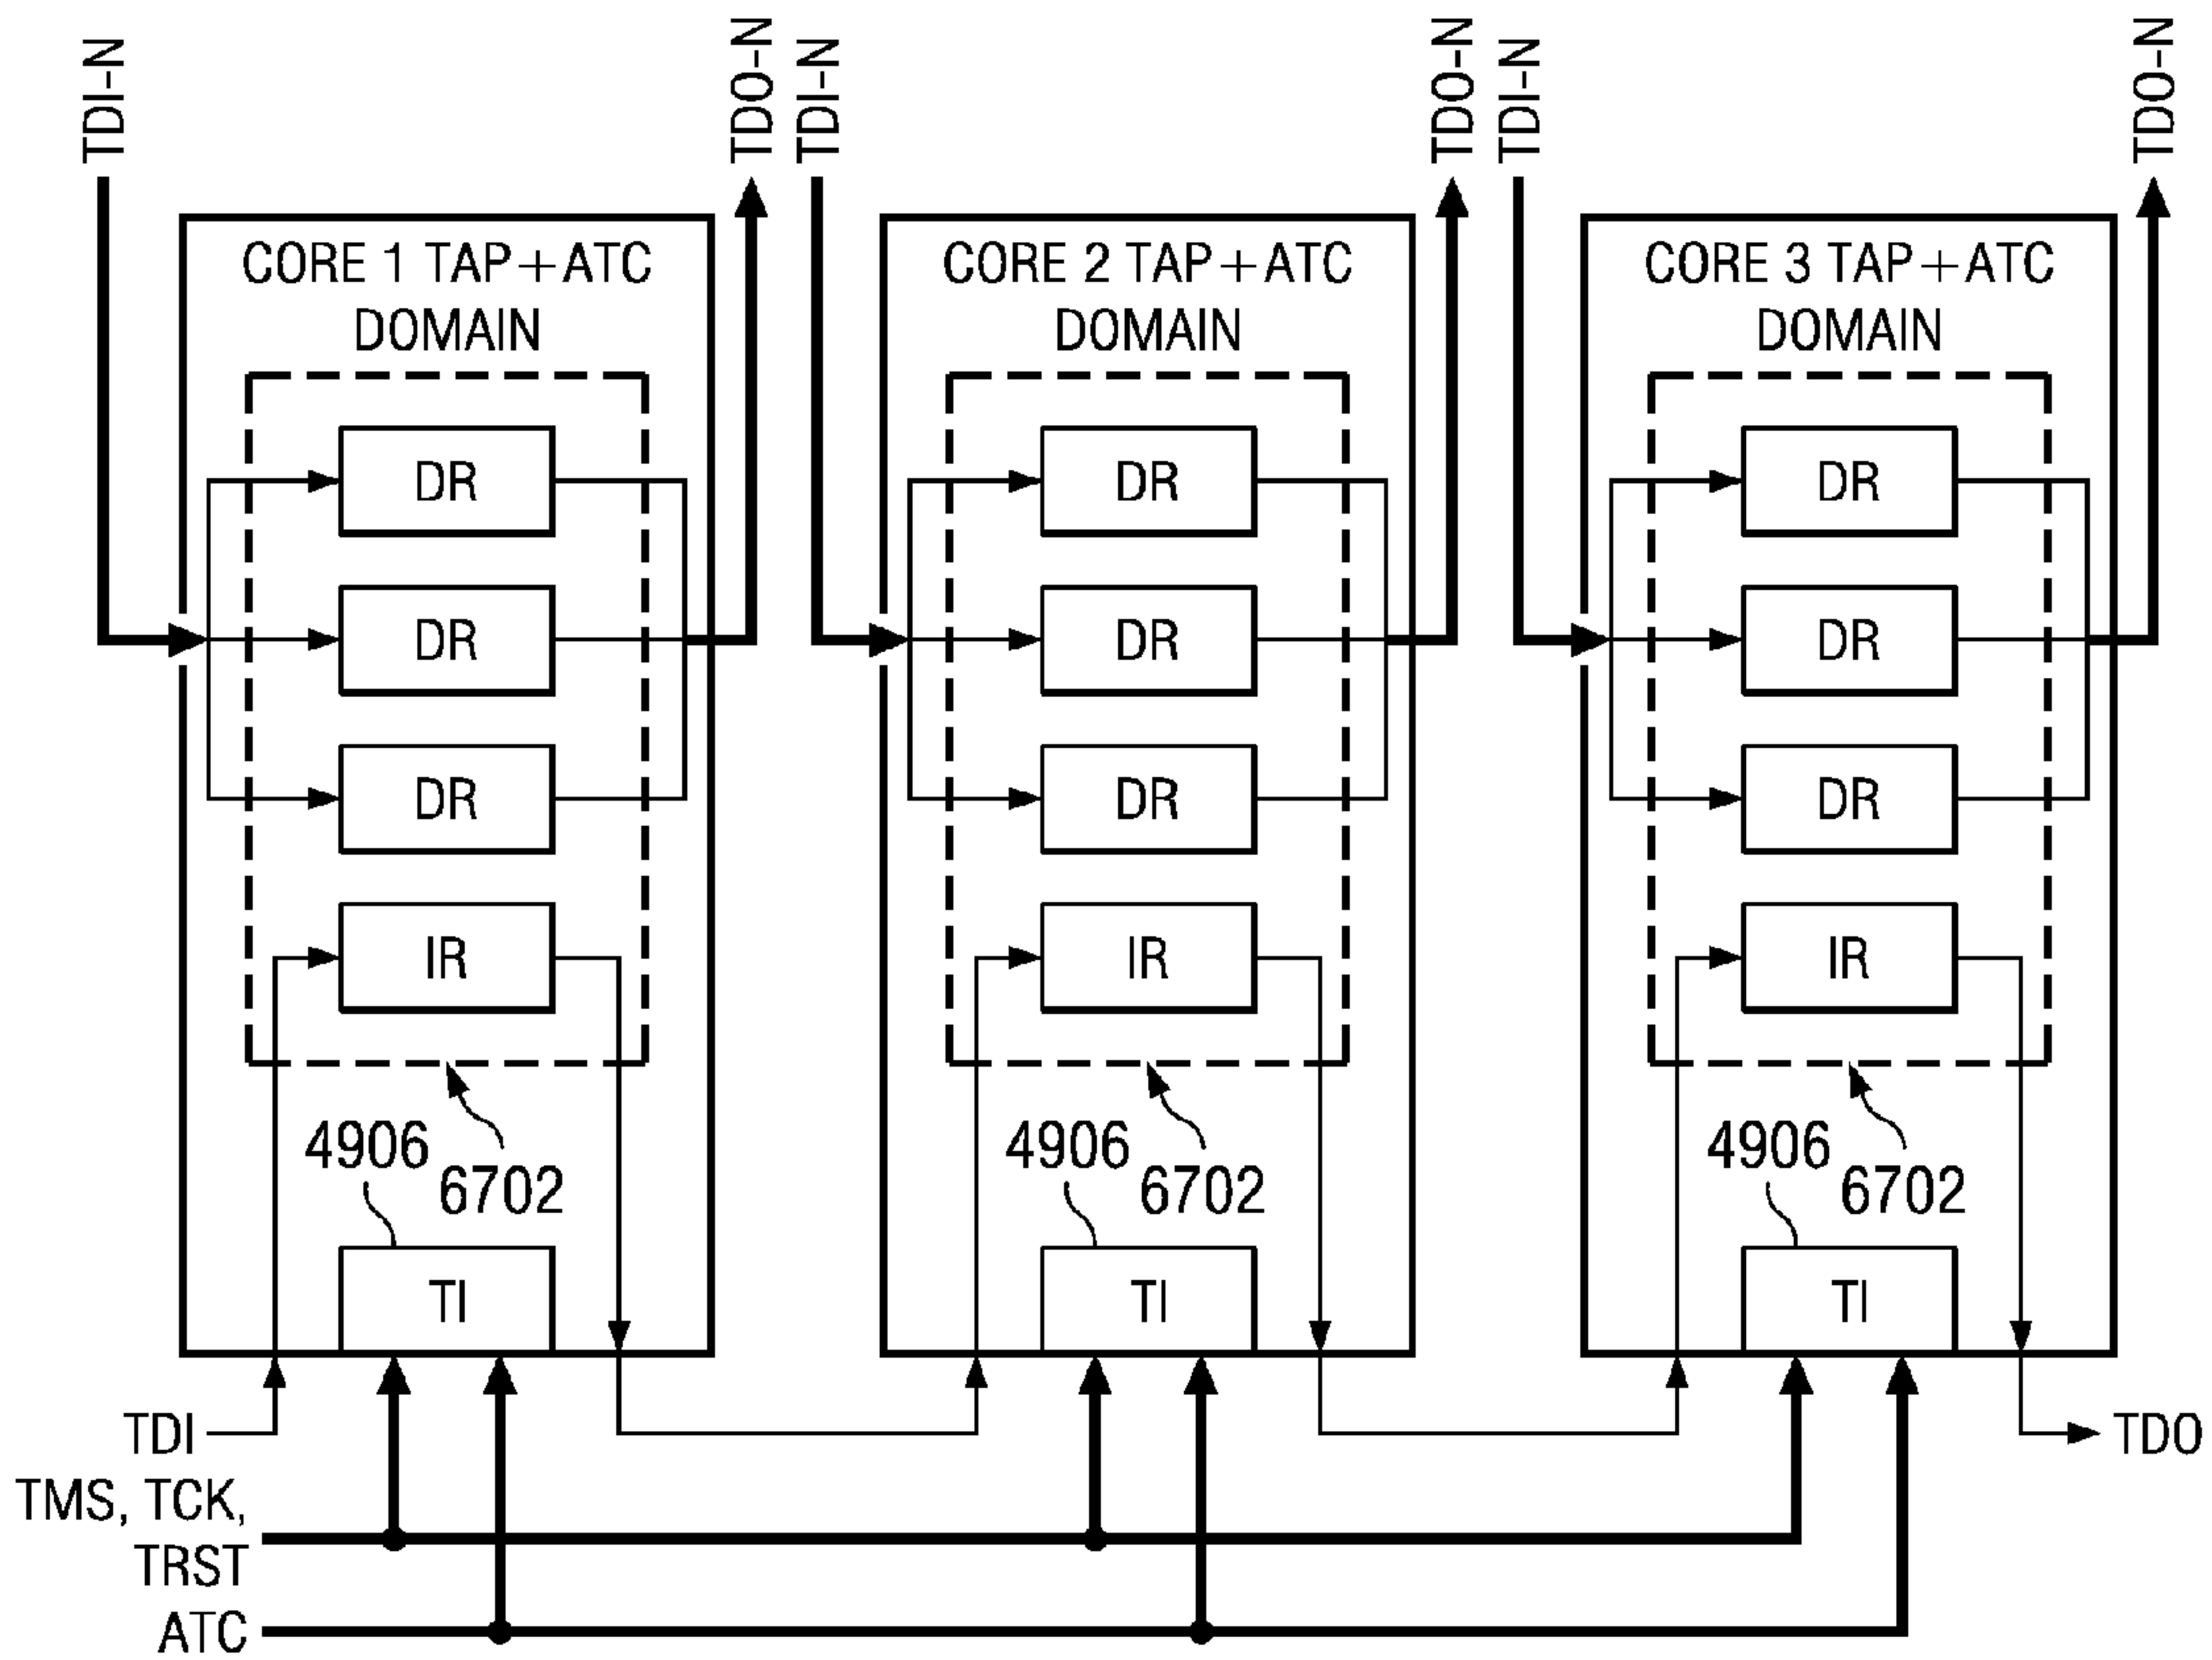 TDI-N
TDO-N
TDI-N
TDO-N
TDI-N
TDO-N
CORE 1 TAP+ATC
DOMAIN
DR
DR
DR
IR
4906
6702
TI
CORE 2 TAP+ATC
DOMAIN
DR
DR
DR
IR
4906
6702
TI
CORE 3 TAP+ATC
DOMAIN
DR
DR
DR
IR
4906
6702
TI
TDI
TDO
TMS, TCK,
TRST
ATC